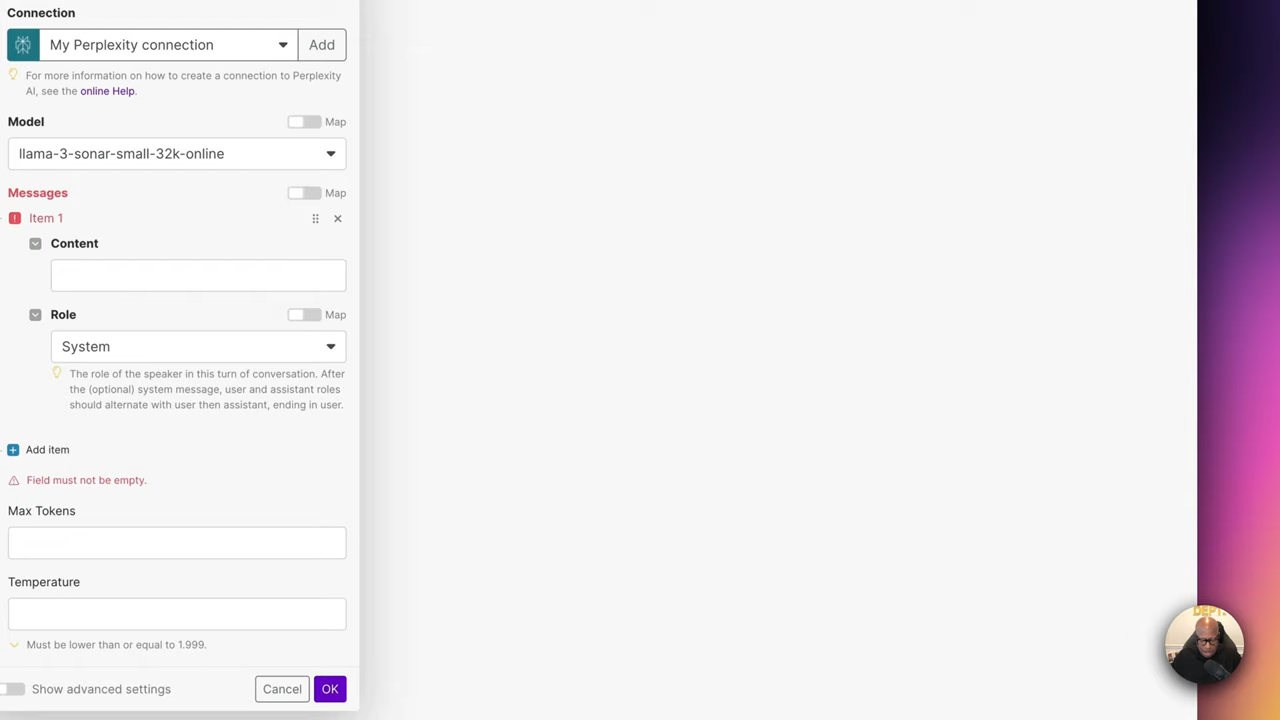 Connection
My Perplexity connection
Add
For more information on how to create a connection to Perplexity
AI, see the online Help.
Model
Map
llama-3-sonar-small-32k-online
Messages
Map
Item 1
Content
Role
Map
System
The role of the speaker in this turn of conversation. After
the (optional) system message, user and assistant roles
should alternate with user then assistant, ending in user.
Add item
Field must not be empty.
Max Tokens
Temperature
Must be lower than or equal to 1.999.
Show advanced settings
Cancel
OK
DEPT.